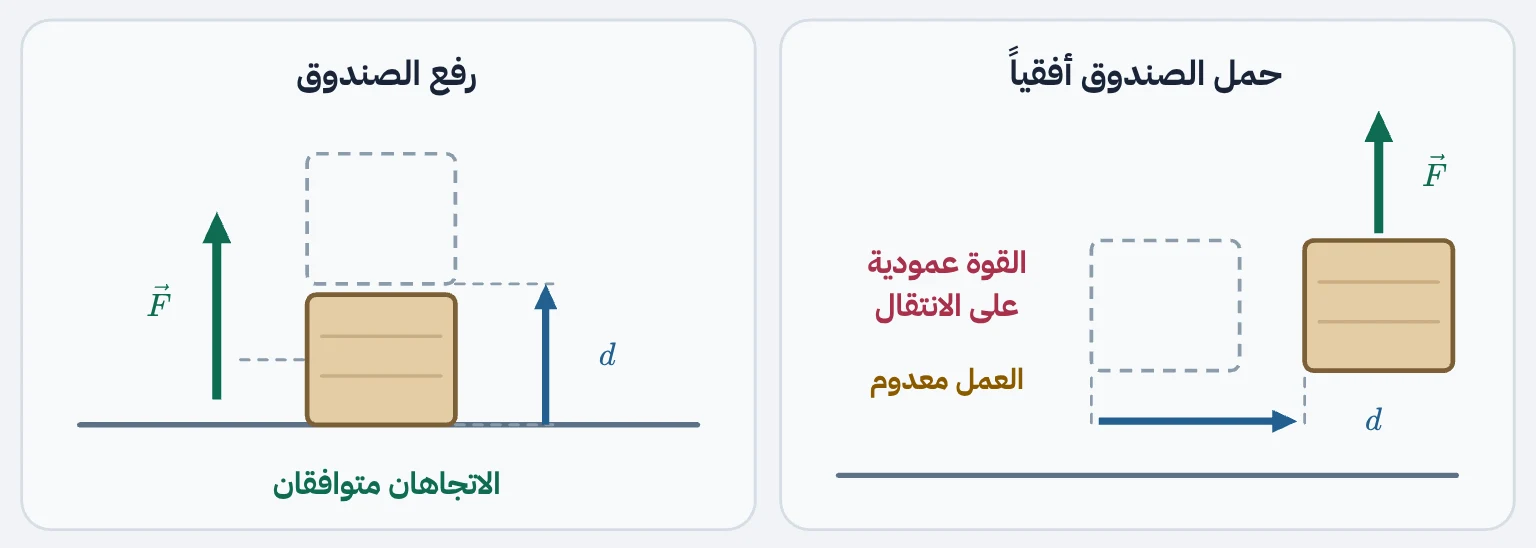 حمل الصندوق أفقياً
F⃗
القوة عمودية
على الانتقال
العمل معدوم
d
رفع الصندوق
F⃗
d
الاتجاهان متوافقان